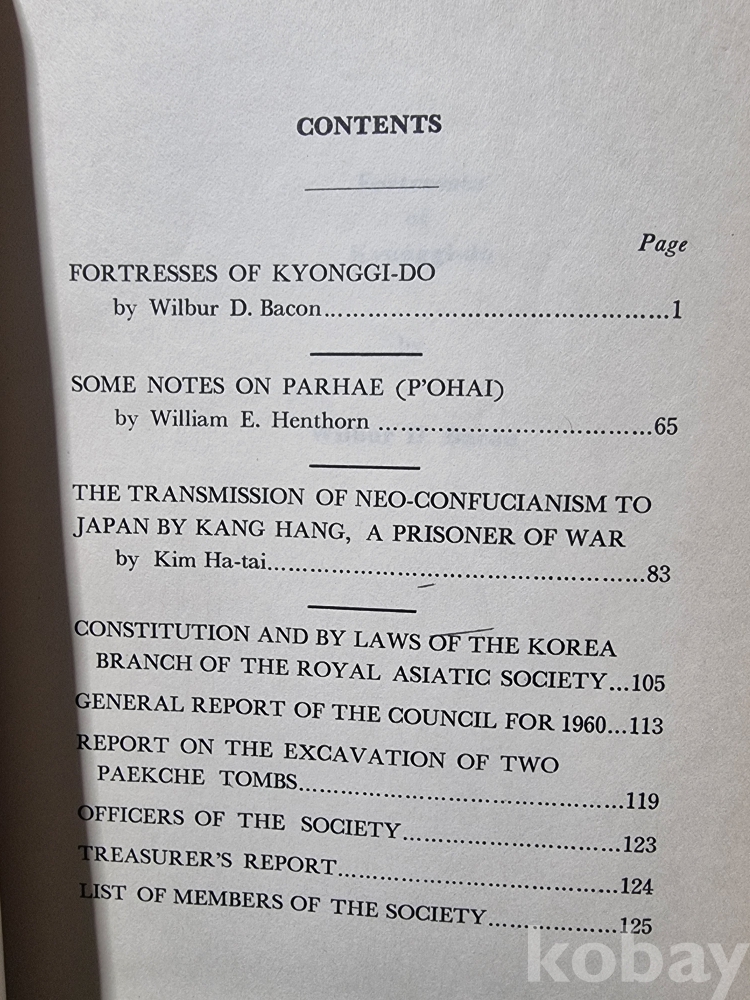 CONTENTS
Page
FORTRESSES OF KYONGGI-DO
by Wilbur D. Bacon................................................1
SOME NOTES ON PARHAE (P'OHAI)
by William E. Henthorn ......................................65
THE TRANSMISSION OF NEO-CONFUCIANISM TO
JAPAN BY KANG HANG, A PRISONER OF WAR
by Kim Ha-tai.....................................................83
CONSTITUTION AND BY LAWS OF THE KOREA
BRANCH OF THE ROYAL ASIATIC SOCIETY...105
GENERAL REPORT OF THE COUNCIL FOR 1960...113
REPORT ON THE EXCAVATION OF TWO
PAEKCHE TOMBS.............................................119
OFFICERS OF THE SOCIETY..............................123
TREASURER'S REPORT.......................................124
LIST OF MEMBERS OF THE SOCIETY..................125
kobay